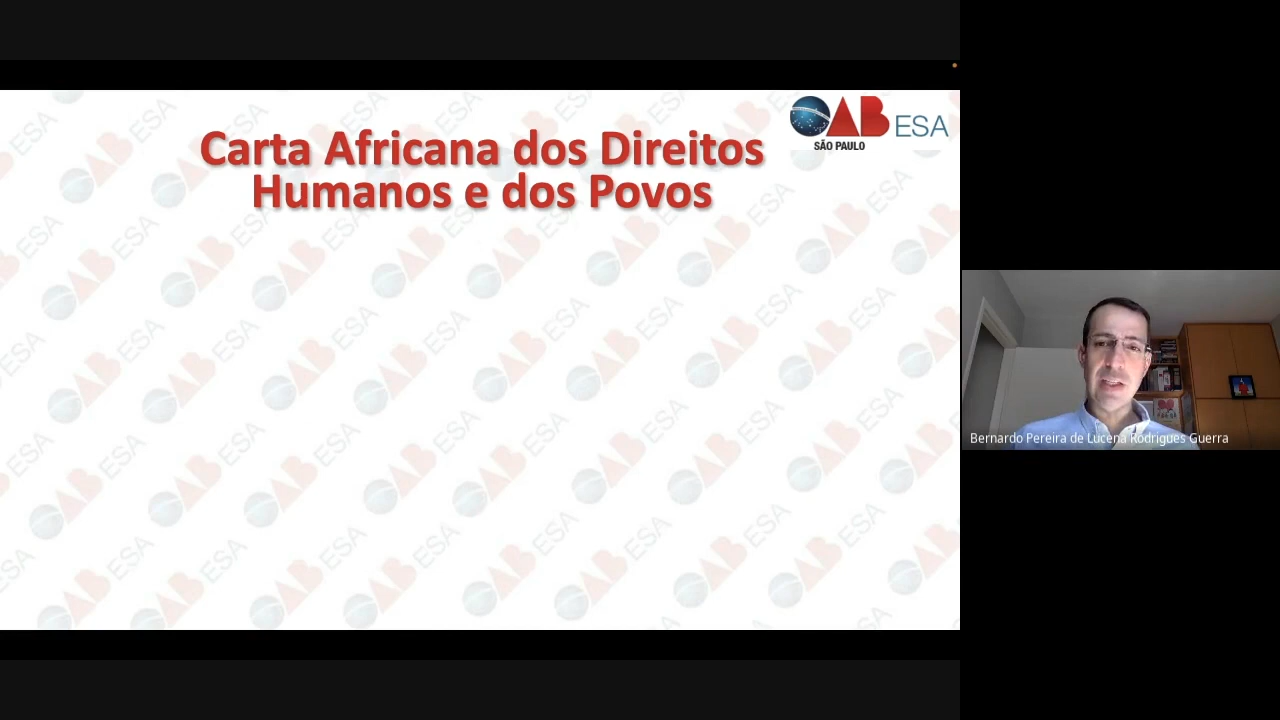 Carta Africana dos Direitos
Humanos e dos Povos
OAB ESA
SÃO PAULO
Bernardo Pereira de Lucena Rodrigues Guerra